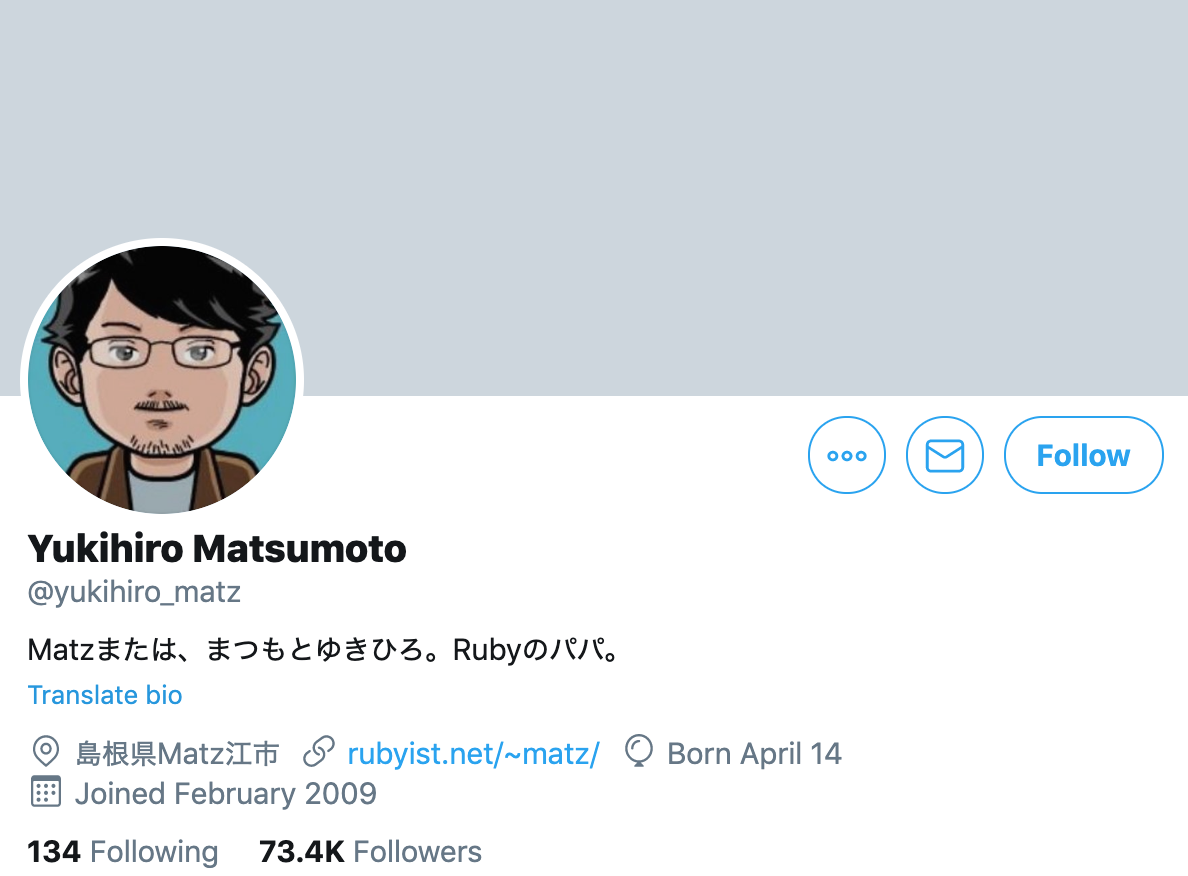 Follow
Yukihiro Matsumoto
@yukihiro_matz
Matzまたは、まつもとゆきひろ。Rubyのパパ。
Translate bio
島根県Matz江市 rubyist.net/~matz/ Born April 14
Joined February 2009
134 Following 73.4K Followers